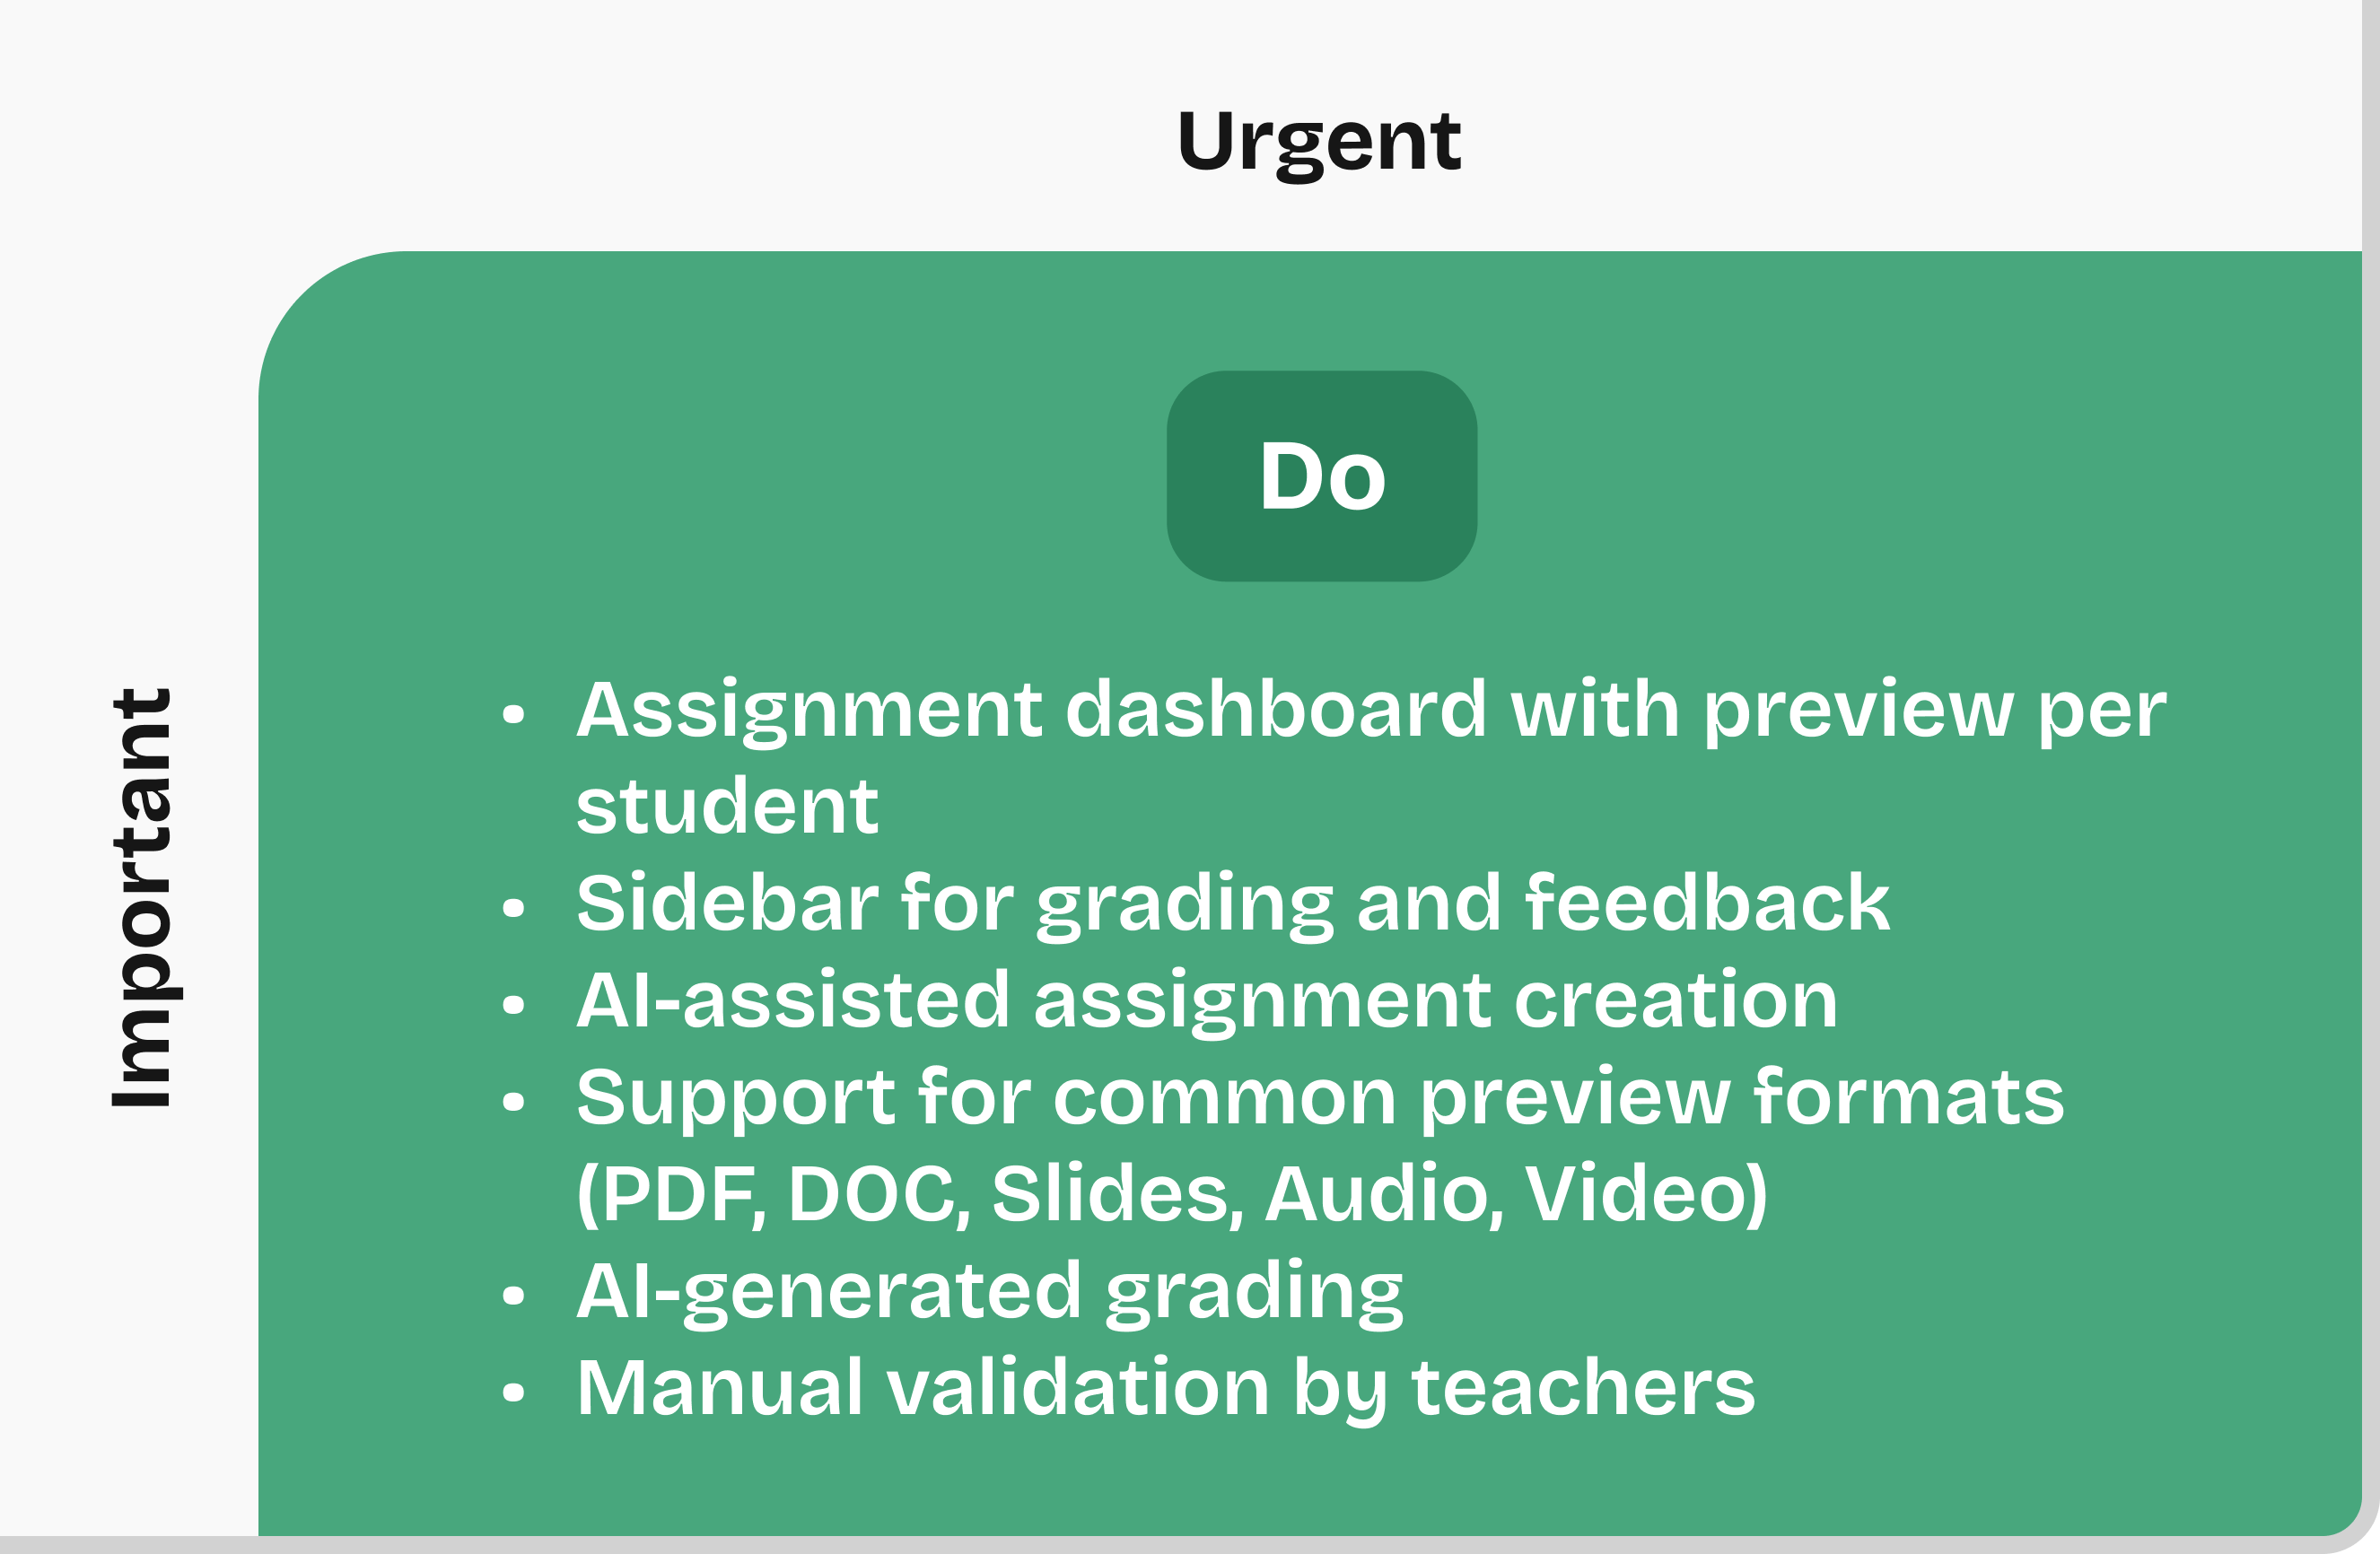 Urgent
Important
Do
• Assignment dashboard with preview per
student
• Sidebar for grading and feedback
• AI-assisted assignment creation
• Support for common preview formats
(PDF, DOC, Slides, Audio, Video)
• AI-generated grading
• Manual validation by teachers